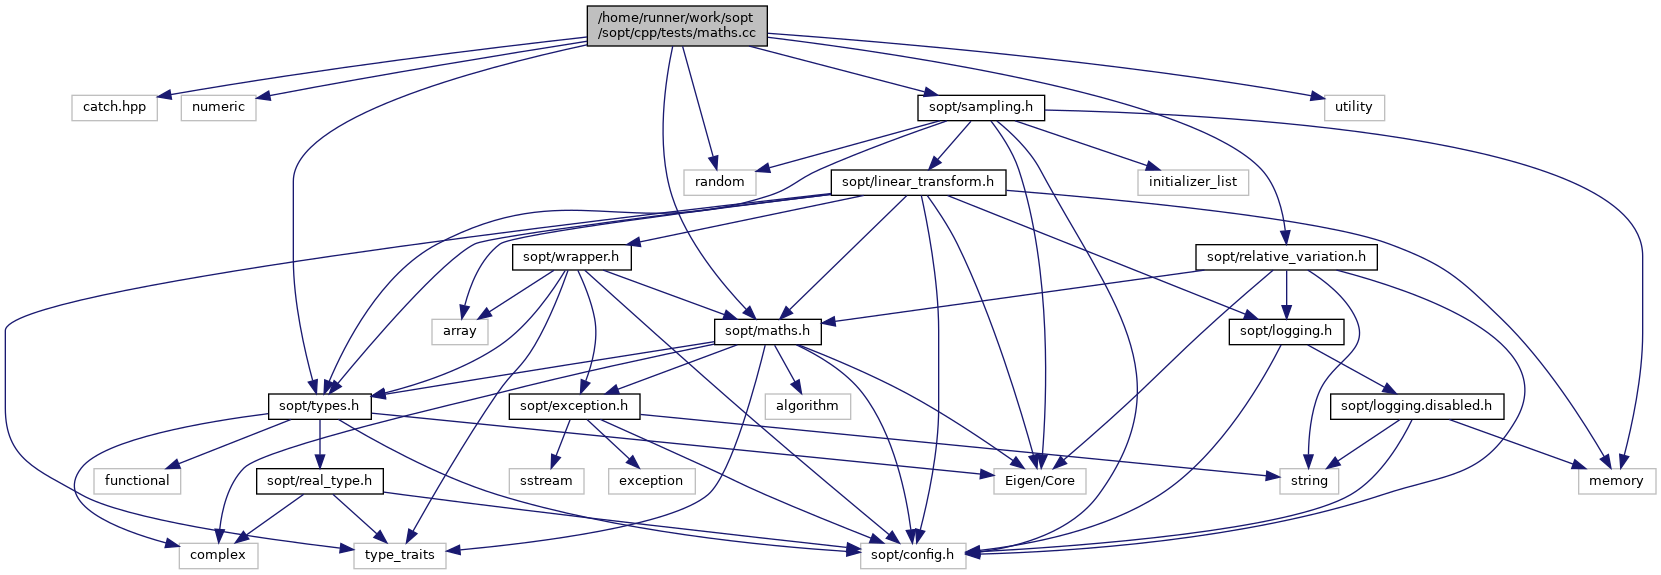 /home/runner/work/sopt
/sopt/cpp/tests/maths.cc
catch.hpp
numeric
sopt/sampling.h
utility
random
sopt/linear_transform.h
initializer_list
sopt/wrapper.h
sopt/relative_variation.h
array
sopt/maths.h
sopt/logging.h
sopt/types.h
sopt/exception.h
algorithm
sopt/logging.disabled.h
functional
sopt/real_type.h
sstream
exception
Eigen/Core
string
memory
complex
type_traits
sopt/config.h